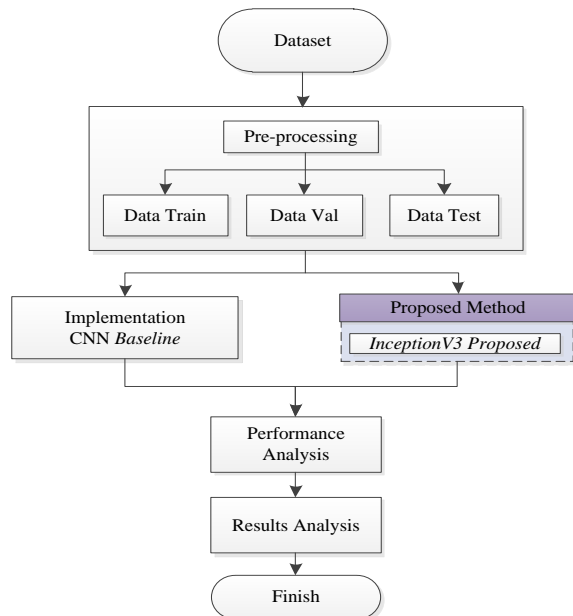 Dataset
Pre-processing
Data Train
Data Val
Data Test
Implementation
CNN Baseline
Proposed Method
InceptionV3 Proposed
Performance
Analysis
Results Analysis
Finish